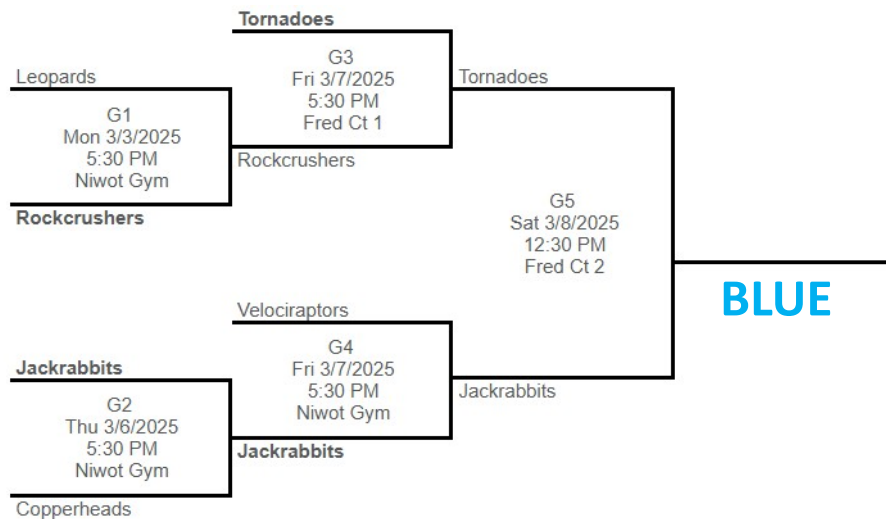 Tornadoes
G3
Fri 3/7/2025
5:30 PM
Fred Ct 1
Leopards
Tornadoes
G1
Mon 3/3/2025
5:30 PM
Niwot Gym
Rockcrushers
Rockcrushers
G5
Sat 3/8/2025
12:30 PM
Fred Ct 2
BLUE
Velociraptors
G4
Fri 3/7/2025
5:30 PM
Niwot Gym
Jackrabbits
Jackrabbits
G2
Thu 3/6/2025
5:30 PM
Niwot Gym
Jackrabbits
Copperheads